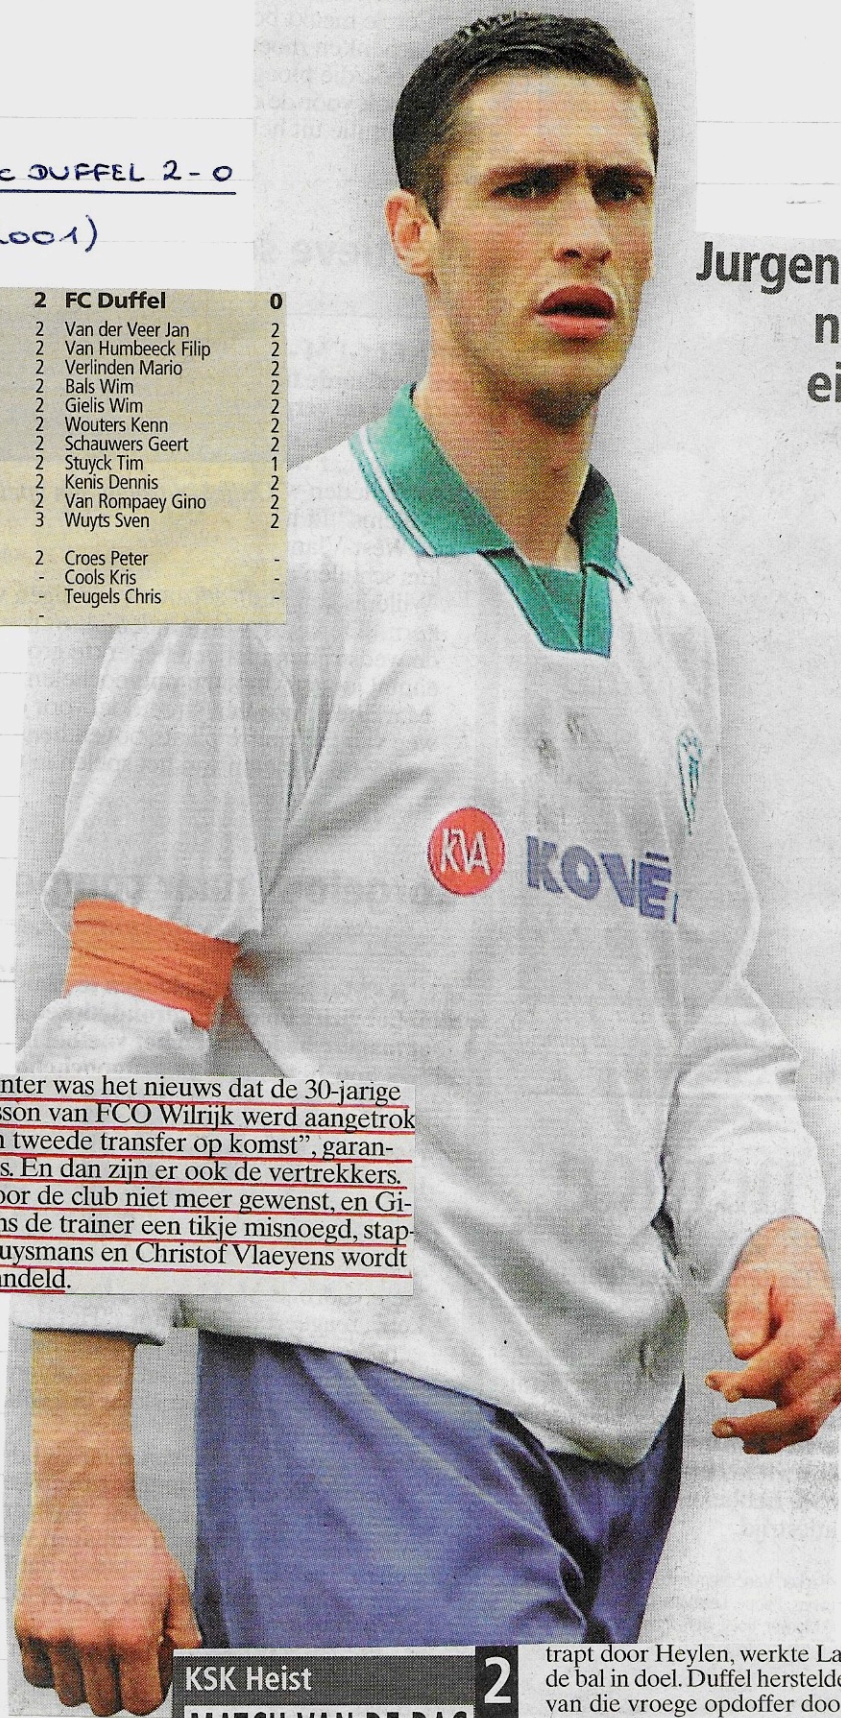 c DUFFEL 2-0
2001)
2 FC Duffel 0
2 Van der Veer Jan 2
2 Van Humbeeck Filip 2
2 Verlinden Mario 2
2 Bals Wim 2
2 Gielis Wim 2
2 Wouters Kenn 2
2 Schauwers Geert 2
2 Stuyck Tim 1
2 Kenis Dennis 2
2 Van Rompaey Gino 2
3 Wuyts Sven 2
2 Croes Peter -
- Cools Kris -
- Teugels Chris -
-
Jurgen
n
ei
KVA KOVÉ
nter was het nieuws dat de 30-jarige
sson van FCO Wilrijk werd aangetrok
n tweede transfer op komst”, garan-
s. En dan zijn er ook de vertrekkers.
oor de club niet meer gewenst, en Gi-
ns de trainer een tikje misnoegd, stap-
uysmans en Christof Vlaeyens wordt
andeld.
KSK Heist 2
MATCH VAN DE DAG
trapt door Heylen, werkte La
de bal in doel. Duffel herstelde
van die vroege opdoffer doo